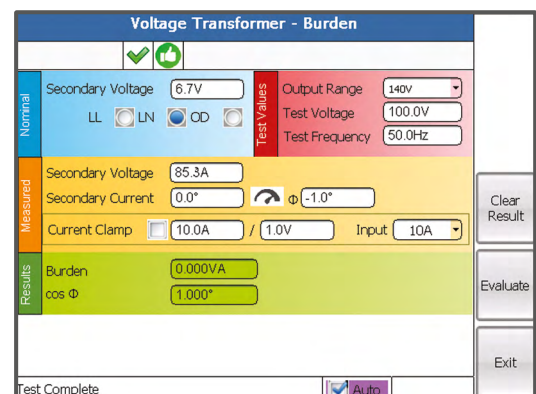 Voltage Transformer - Burden
Nominal
Secondary Voltage 6.7V
LL LN OD
Test Values
Output Range 140V
Test Voltage 100.0V
Test Frequency 50.0Hz
Measured
Secondary Voltage 85.3A
Secondary Current 0.0° Φ -1.0°
Current Clamp 10.0A / 1.0V Input 10A
Results
Burden 0.000VA
cos Φ 1.000°
Clear
Result
Evaluate
Exit
Test Complete
Auto